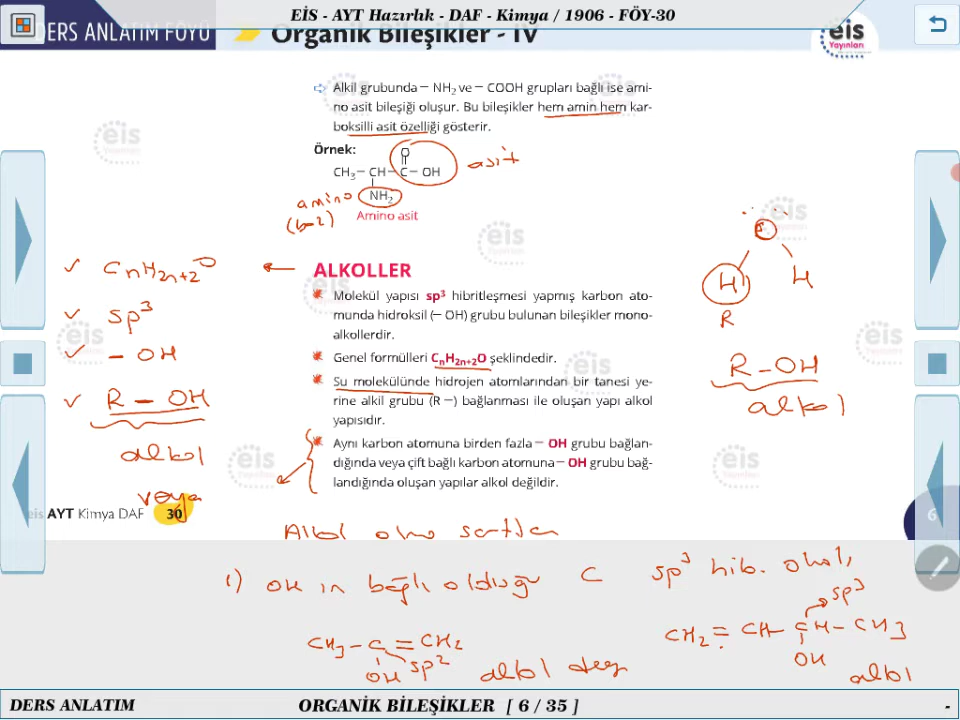 EİS - AYT Hazırlık - DAF - Kimya / 1906 - FÖY-30
DERS ANLATIM FÖYÜ
Organik Bileşikler - IV
eis
Yayınları
Alkil grubunda − NH₂ ve − COOH grupları bağlı ise ami-
no asit bileşiği oluşur. Bu bileşikler hem amin hem kar-
boksilli asit özelliği gösterir.
Örnek:
O
CH₃ − CH − C − OH
NH₂
Amino asit
asit
amino
(baz)
ALKOLLER
Molekül yapısı sp³ hibritleşmesi yapmış karbon ato-
munda hidroksil (− OH) grubu bulunan bileşikler mono-
alkollerdir.
Genel formülleri CₙH₂ₙ₊₂O şeklindedir.
Su molekülünde hidrojen atomlarından bir tanesi ye-
rine alkil grubu (R −) bağlanması ile oluşan yapı alkol
yapısıdır.
Aynı karbon atomuna birden fazla − OH grubu bağlan-
dığında veya çift bağlı karbon atomuna − OH grubu bağ-
landığında oluşan yapılar alkol değildir.
✓ CₙH₂ₙ₊₂O
✓ sp³
✓ − OH
✓ R − OH
alkol
veya
O
H H
R
R − OH
alkol
eis AYT Kimya DAF 30
6
Alkol olma şartları
1) OH ın bağlı olduğu C sp³ hib. olmalı,
CH₃ − C = CH₂
OH sp²
alkol değ
CH₂ = CH − CH − CH₃
sp³
OH
alkol
DERS ANLATIM
ORGANİK BİLEŞİKLER [ 6 / 35 ]
-